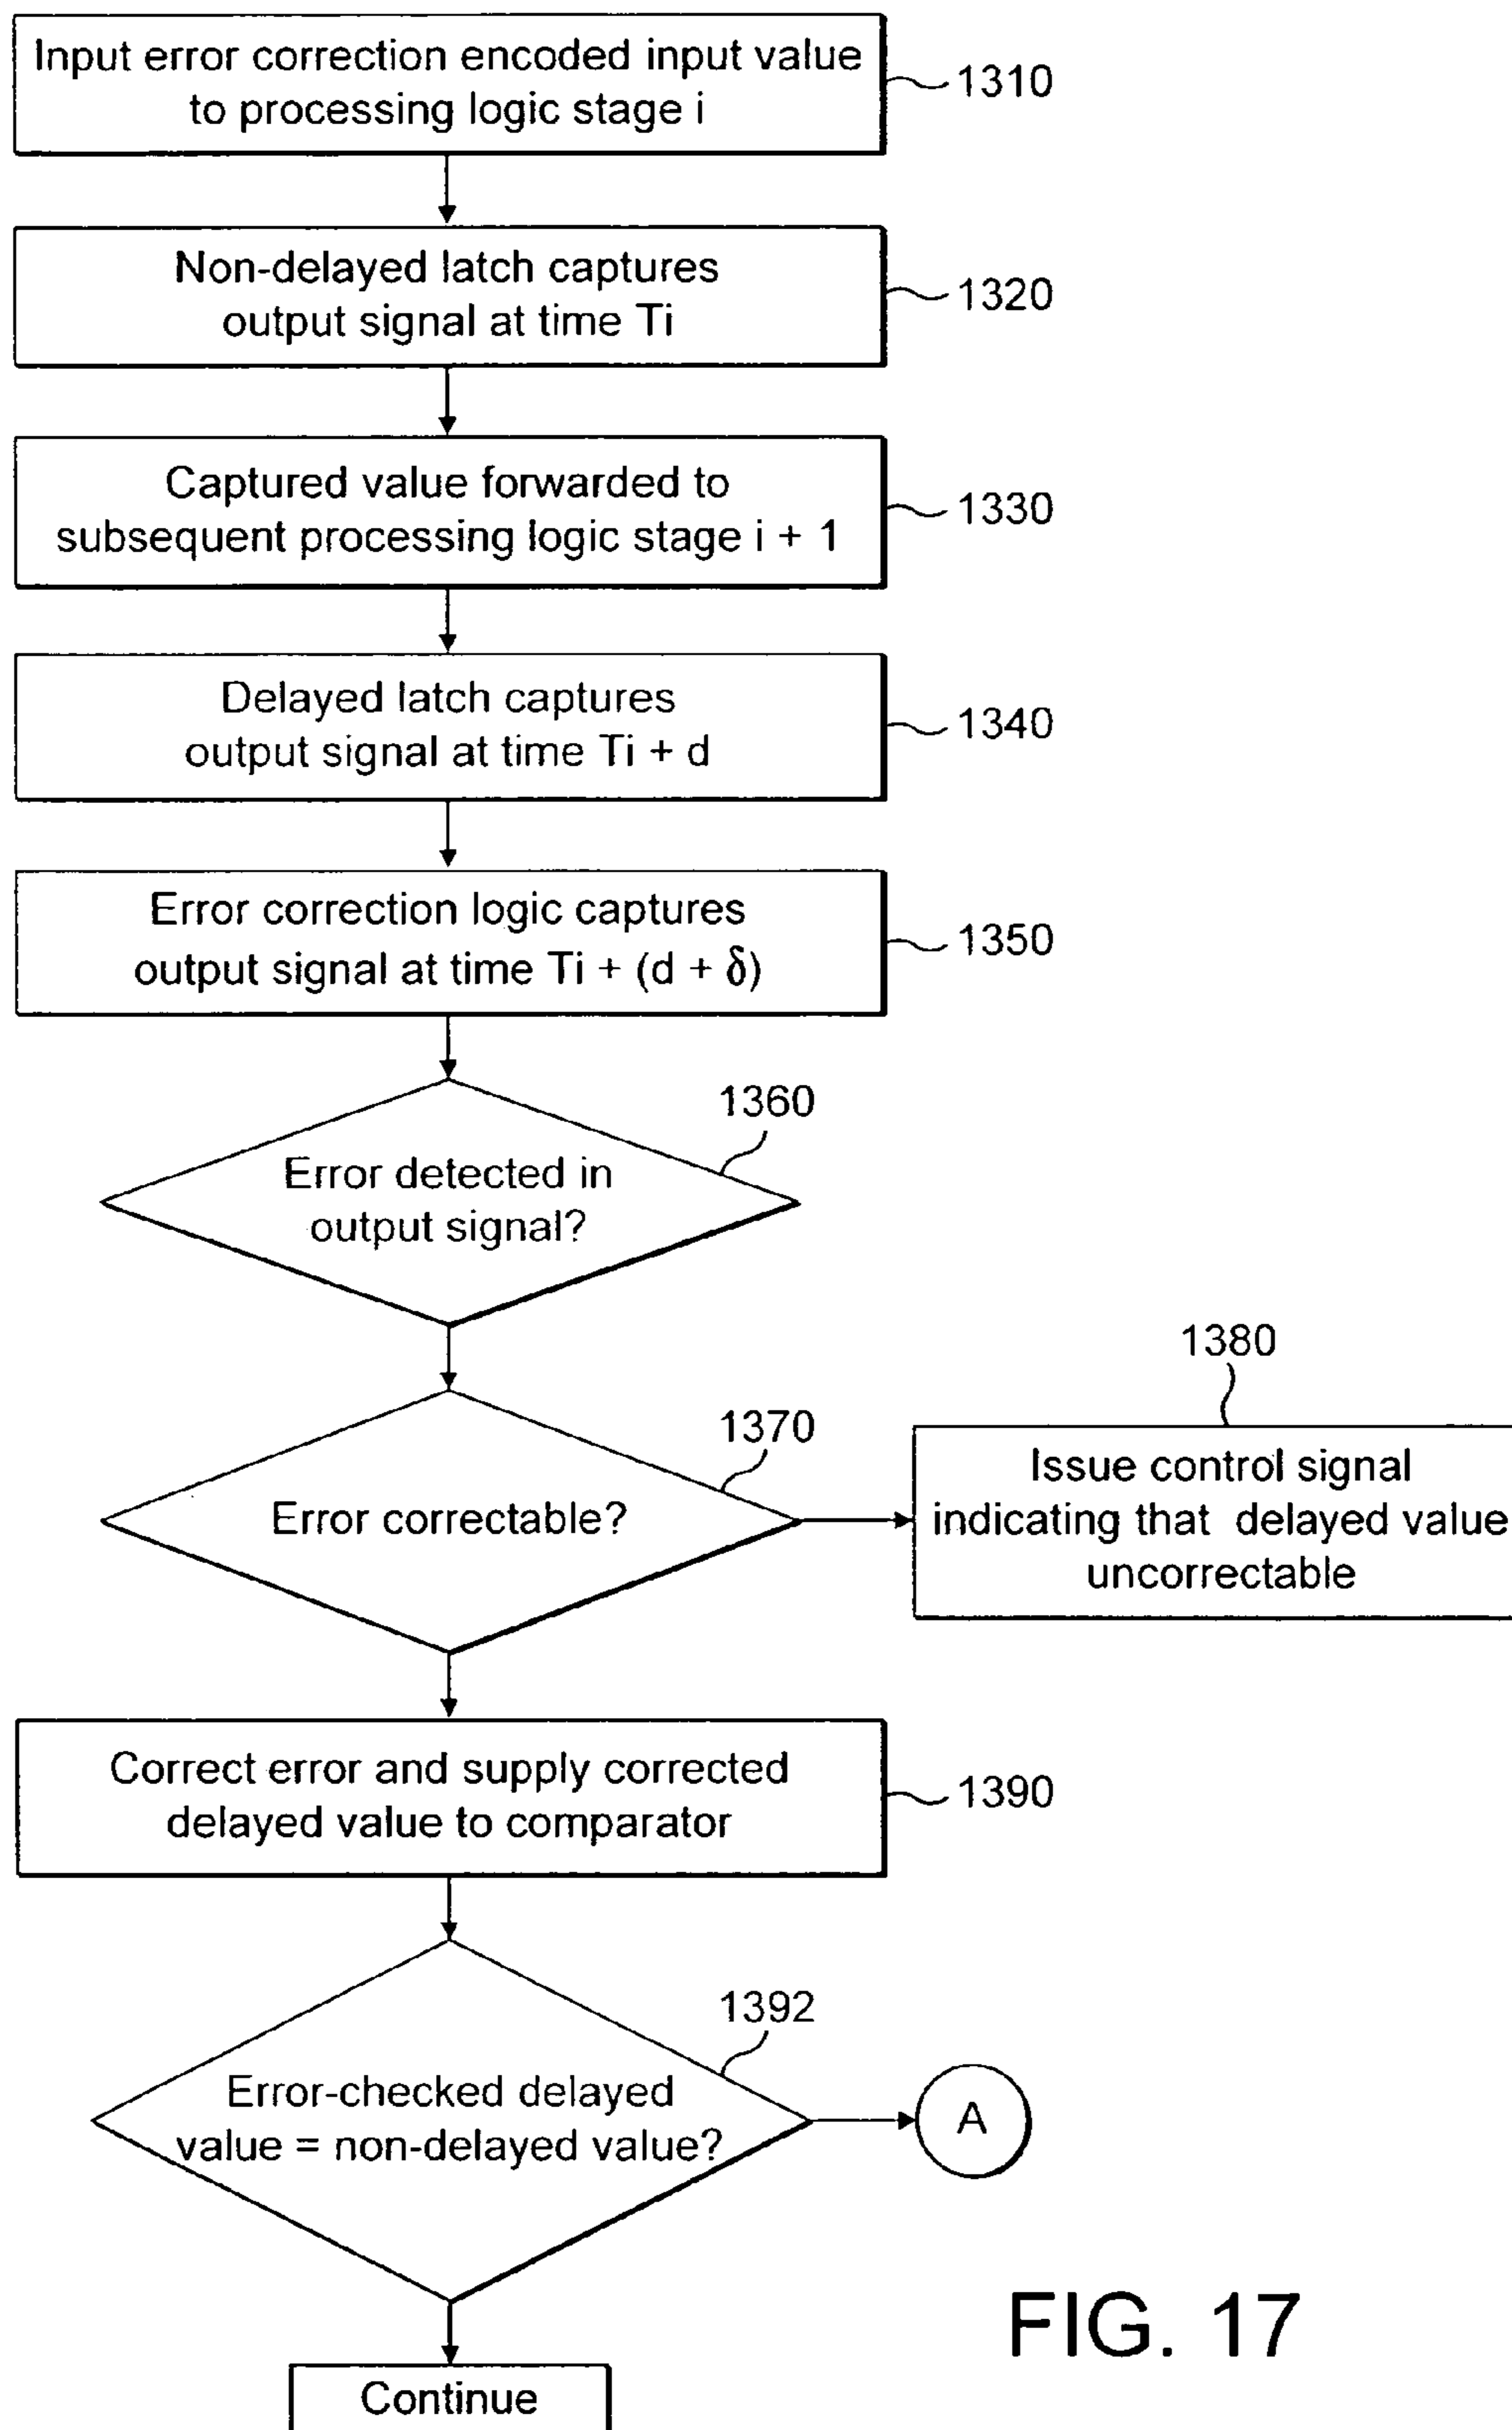 Input error correction encoded input value
to processing logic stage i
1310
Non-delayed latch captures
output signal at time Ti
1320
Captured value forwarded to
subsequent processing logic stage i + 1
1330
Delayed latch captures
output signal at time Ti + d
1340
Error correction logic captures
output signal at time Ti + (d + δ)
1350
1360
Error detected in
output signal?
1380
1370
Error correctable?
Issue control signal
indicating that delayed value
uncorrectable
Correct error and supply corrected
delayed value to comparator
1390
1392
Error-checked delayed
value = non-delayed value?
A
FIG. 17
Continue